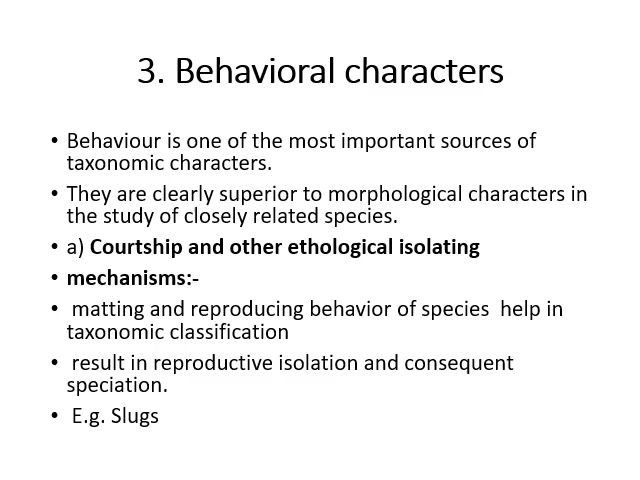 3. Behavioral characters
• Behaviour is one of the most important sources of
taxonomic characters.
• They are clearly superior to morphological characters in
the study of closely related species.
• a) Courtship and other ethological isolating
• mechanisms:-
• matting and reproducing behavior of species  help in
taxonomic classification
• result in reproductive isolation and consequent
speciation.
• E.g. Slugs